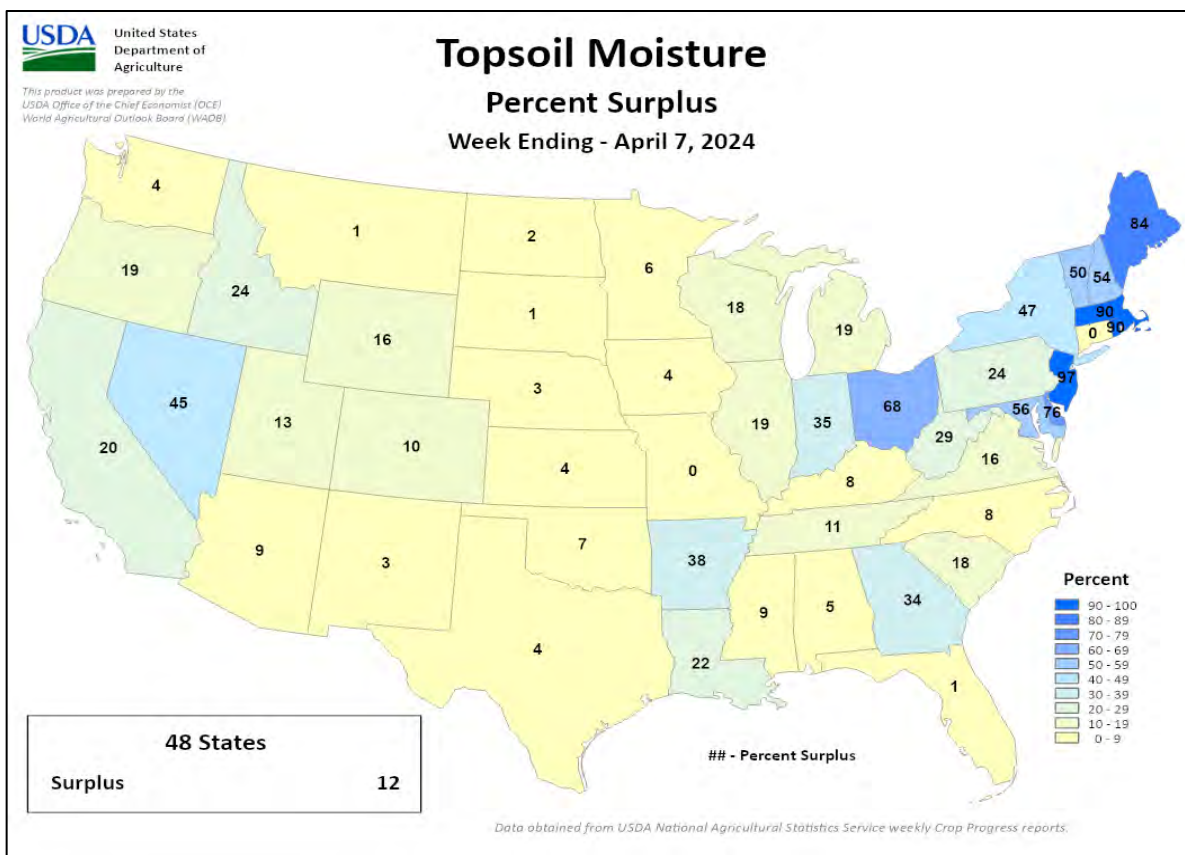 USDA
United States
Department of
Agriculture
This product was prepared by the
USDA Office of the Chief Economist (OCE)
World Agricultural Outlook Board (WAOB)
Topsoil Moisture
Percent Surplus
Week Ending - April 7, 2024
4
1
2
6
84
19
24
50
54
1
18
47
90
16
19
0
90
3
4
24
97
45
13
10
19
35
68
56
76
20
29
4
0
16
8
9
3
7
11
8
38
18
9
5
34
4
22
1
Percent
90 - 100
80 - 89
70 - 79
60 - 69
50 - 59
40 - 49
30 - 39
20 - 29
10 - 19
0 - 9
48 States
Surplus 12
## - Percent Surplus
Data obtained from USDA National Agricultural Statistics Service weekly Crop Progress reports.